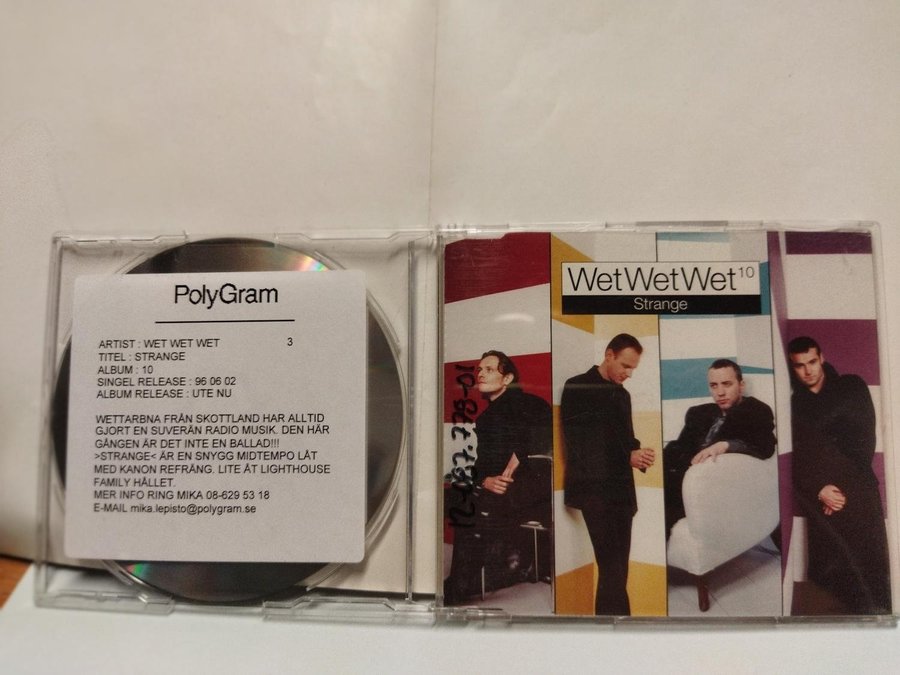 PolyGram
ARTIST : WET WET WET 3
TITEL : STRANGE
ALBUM : 10
SINGEL RELEASE : 96 06 02
ALBUM RELEASE : UTE NU
WETTARBNA FRÅN SKOTTLAND HAR ALLTID
GJORT EN SUVERÄN RADIO MUSIK. DEN HÄR
GÅNGEN ÄR DET INTE EN BALLAD!!!
>STRANGE< ÄR EN SNYGG MIDTEMPO LÅT
MED KANON REFRÄNG. LITE ÅT LIGHTHOUSE
FAMILY HÅLLET.
MER INFO RING MIKA 08-629 53 18
E-MAIL mika.lepisto@polygram.se
WetWetWet10
Strange